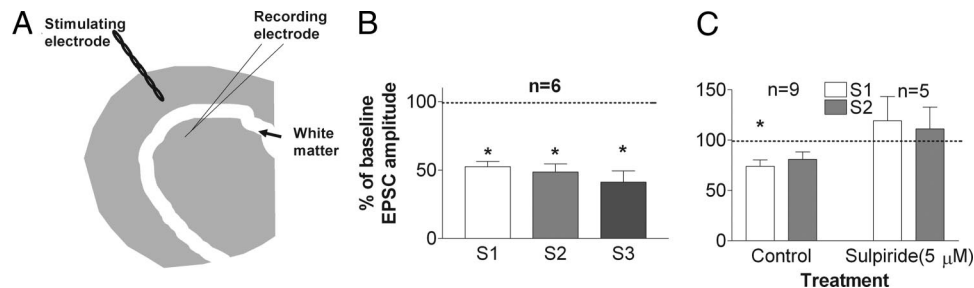 A
Stimulating
electrode
Recording
electrode
White
matter
B
% of baseline
EPSC amplitude
n=6
100
50
0
*
*
*
S1
S2
S3
C
150
100
50
0
n=9
S1
S2
n=5
*
Control
Sulpiride(5 μM)
Treatment